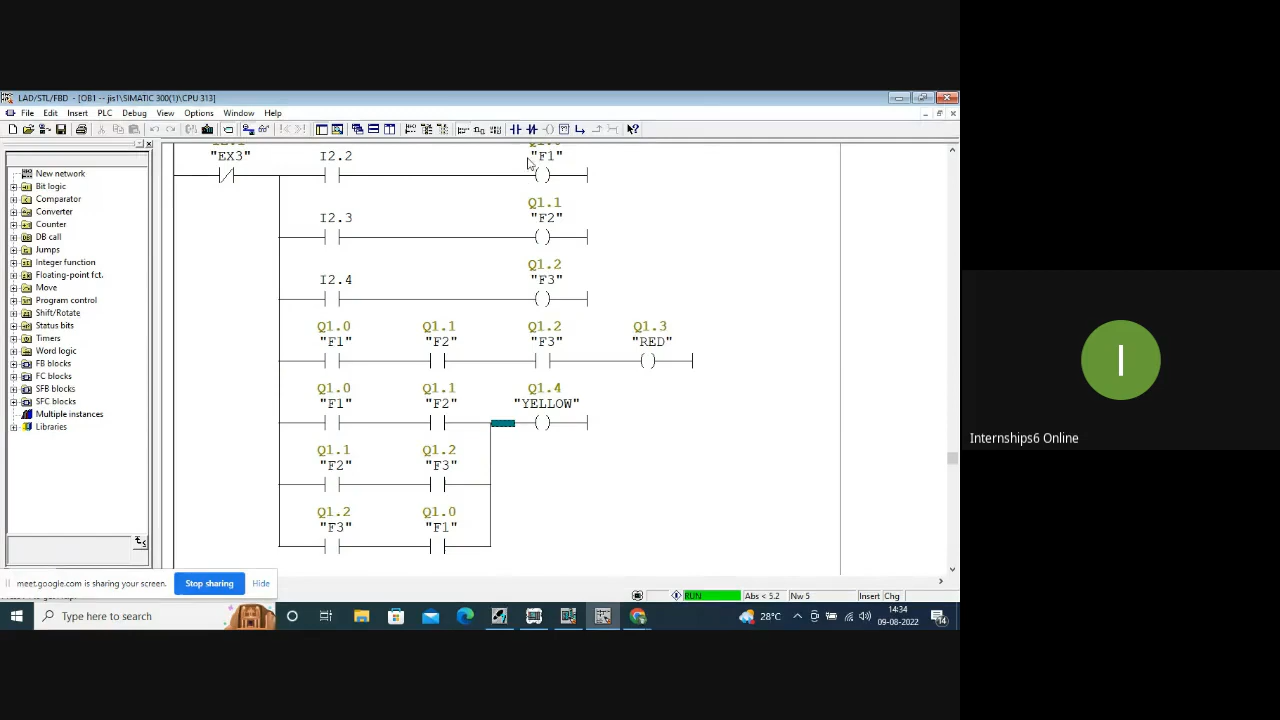 LAD/STL/FBD - [OB1 -- jis1\SIMATIC 300(1)\CPU 313]
File Edit Insert PLC Debug View Options Window Help
New network
Bit logic
Comparator
Converter
Counter
DB call
Jumps
Integer function
Floating-point fct.
Move
Program control
Shift/Rotate
Status bits
Timers
Word logic
FB blocks
FC blocks
SFB blocks
SFC blocks
Multiple instances
Libraries
"EX3" I2.2 "F1"
Q1.1
I2.3 "F2"
Q1.2
I2.4 "F3"
Q1.0 Q1.1 Q1.2 Q1.3
"F1" "F2" "F3" "RED"
Q1.0 Q1.1 Q1.4
"F1" "F2" "YELLOW"
Q1.1 Q1.2
"F2" "F3"
Q1.2 Q1.0
"F3" "F1"
meet.google.com is sharing your screen. Stop sharing Hide
RUN Abs < 5.2 Nw 5 Insert Chg
Type here to search
28°C
14:34
09-08-2022
14
I
Internships6 Online